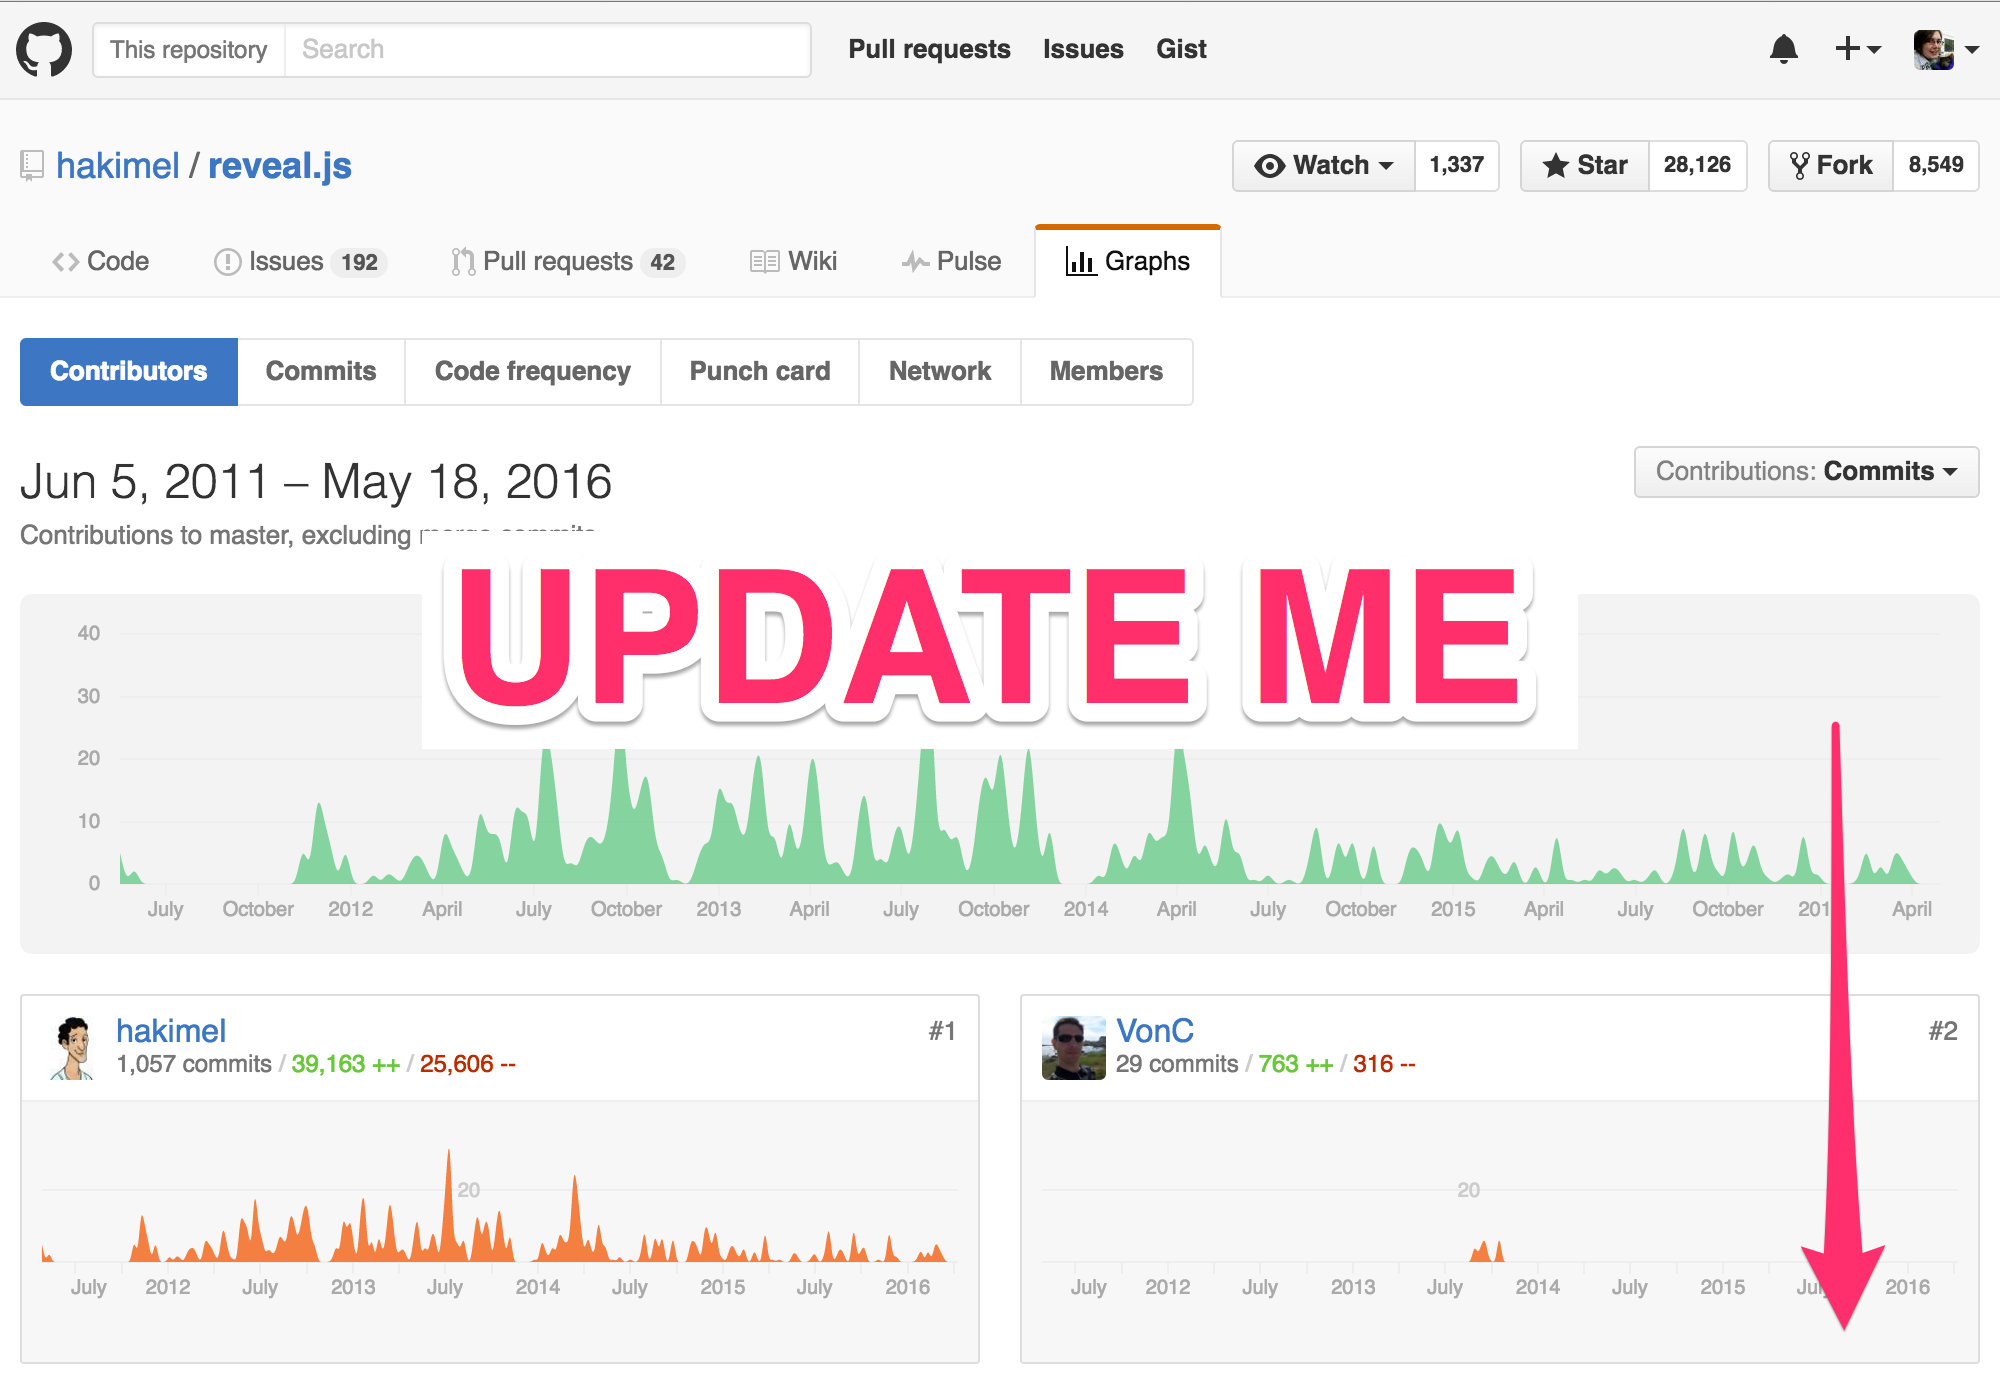 This repository Search Pull requests Issues Gist
hakimel / reveal.js Watch 1,337 Star 28,126 Fork 8,549
Code Issues 192 Pull requests 42 Wiki Pulse Graphs
Contributors Commits Code frequency Punch card Network Members
Jun 5, 2011 – May 18, 2016 Contributions: Commits
Contributions to master, excluding merge commits
UPDATE ME
40
30
20
10
0
July October 2012 April July October 2013 April July October 2014 April July October 2015 April July October 201 April
hakimel #1
1,057 commits / 39,163 ++ / 25,606 --
20
July 2012 July 2013 July 2014 July 2015 July 2016
VonC #2
29 commits / 763 ++ / 316 --
20
July 2012 July 2013 July 2014 July 2015 July 2016